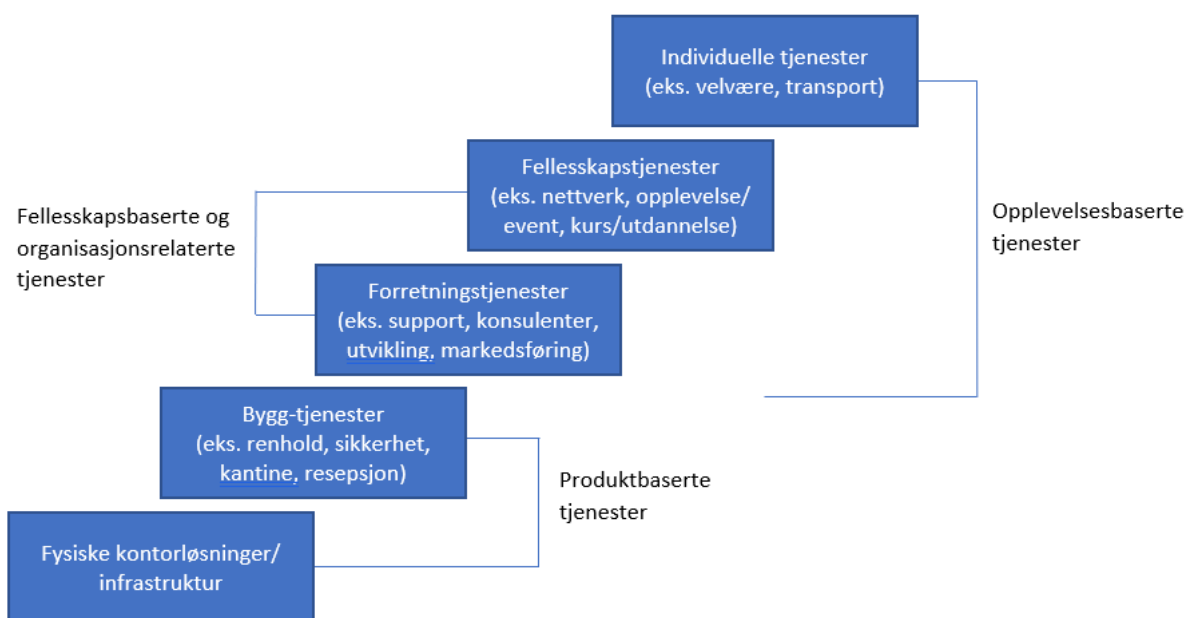 Individuelle tjenester
(eks. velvære, transport)
Fellesskapstjenester
(eks. nettverk, opplevelse/
event, kurs/utdannelse)
Fellesskapsbaserte og
organisasjonsrelaterte
tjenester
Opplevelsesbaserte
tjenester
Forretningstjenester
(eks. support, konsulenter,
utvikling, markedsføring)
Bygg-tjenester
(eks. renhold, sikkerhet,
kantine, resepsjon)
Produktbaserte
tjenester
Fysiske kontorløsninger/
infrastruktur